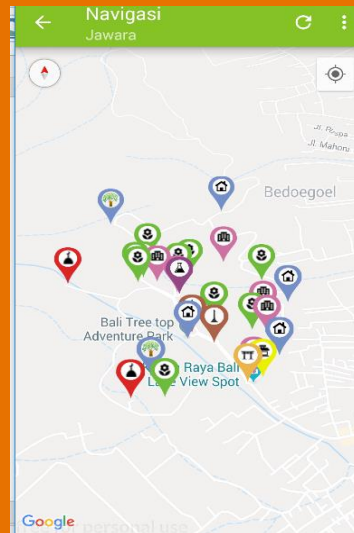 Navigasi
Jawara
Jl. Mahoni
Bedoegoel
Bali Tree top
Adventure Park
Raya Bali
Lake View Spot
Google
personal use